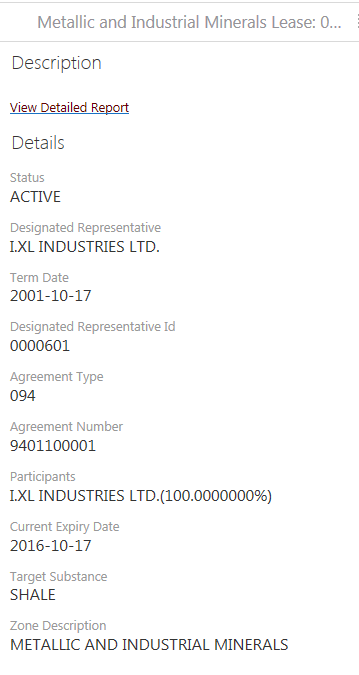 Metallic and Industrial Minerals Lease: 0...
Description
View Detailed Report
Details
Status
ACTIVE
Designated Representative
I.XL INDUSTRIES LTD.
Term Date
2001-10-17
Designated Representative Id
0000601
Agreement Type
094
Agreement Number
9401100001
Participants
I.XL INDUSTRIES LTD.(100.0000000%)
Current Expiry Date
2016-10-17
Target Substance
SHALE
Zone Description
METALLIC AND INDUSTRIAL MINERALS